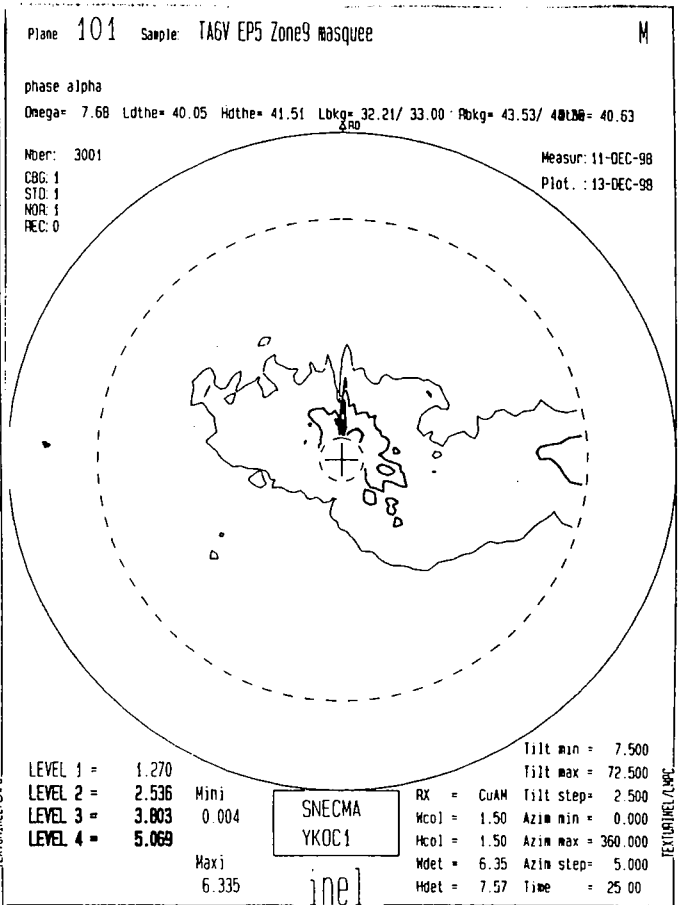 Plane 101 Sample: TA6V EP5 Zone9 masquee M
phase alpha
Omega= 7.68 Ldthe= 40.05 Hdthe= 41.51 Lbkg= 32.21/ 33.00 Rbkg= 43.53/ = 40.63
RD
Nber: 3001
CBG: 1
STD: 1
NOR: 1
REC: 0
Measur: 11-DEC-98
Plot. : 13-DEC-98
LEVEL 1 = 1.270
LEVEL 2 = 2.536
LEVEL 3 = 3.803
LEVEL 4 = 5.069
Mini
0.004
Maxi
6.335
SNECMA
YKOC1
inel
RX = CuAM
Wcol = 1.50
Hcol = 1.50
Wdet = 6.35
Hdet = 7.57
Tilt min = 7.500
Tilt max = 72.500
Tilt step= 2.500
Azim min = 0.000
Azim max = 360.000
Azim step= 5.000
Time = 25 00
TEXTURINEL/LMPC